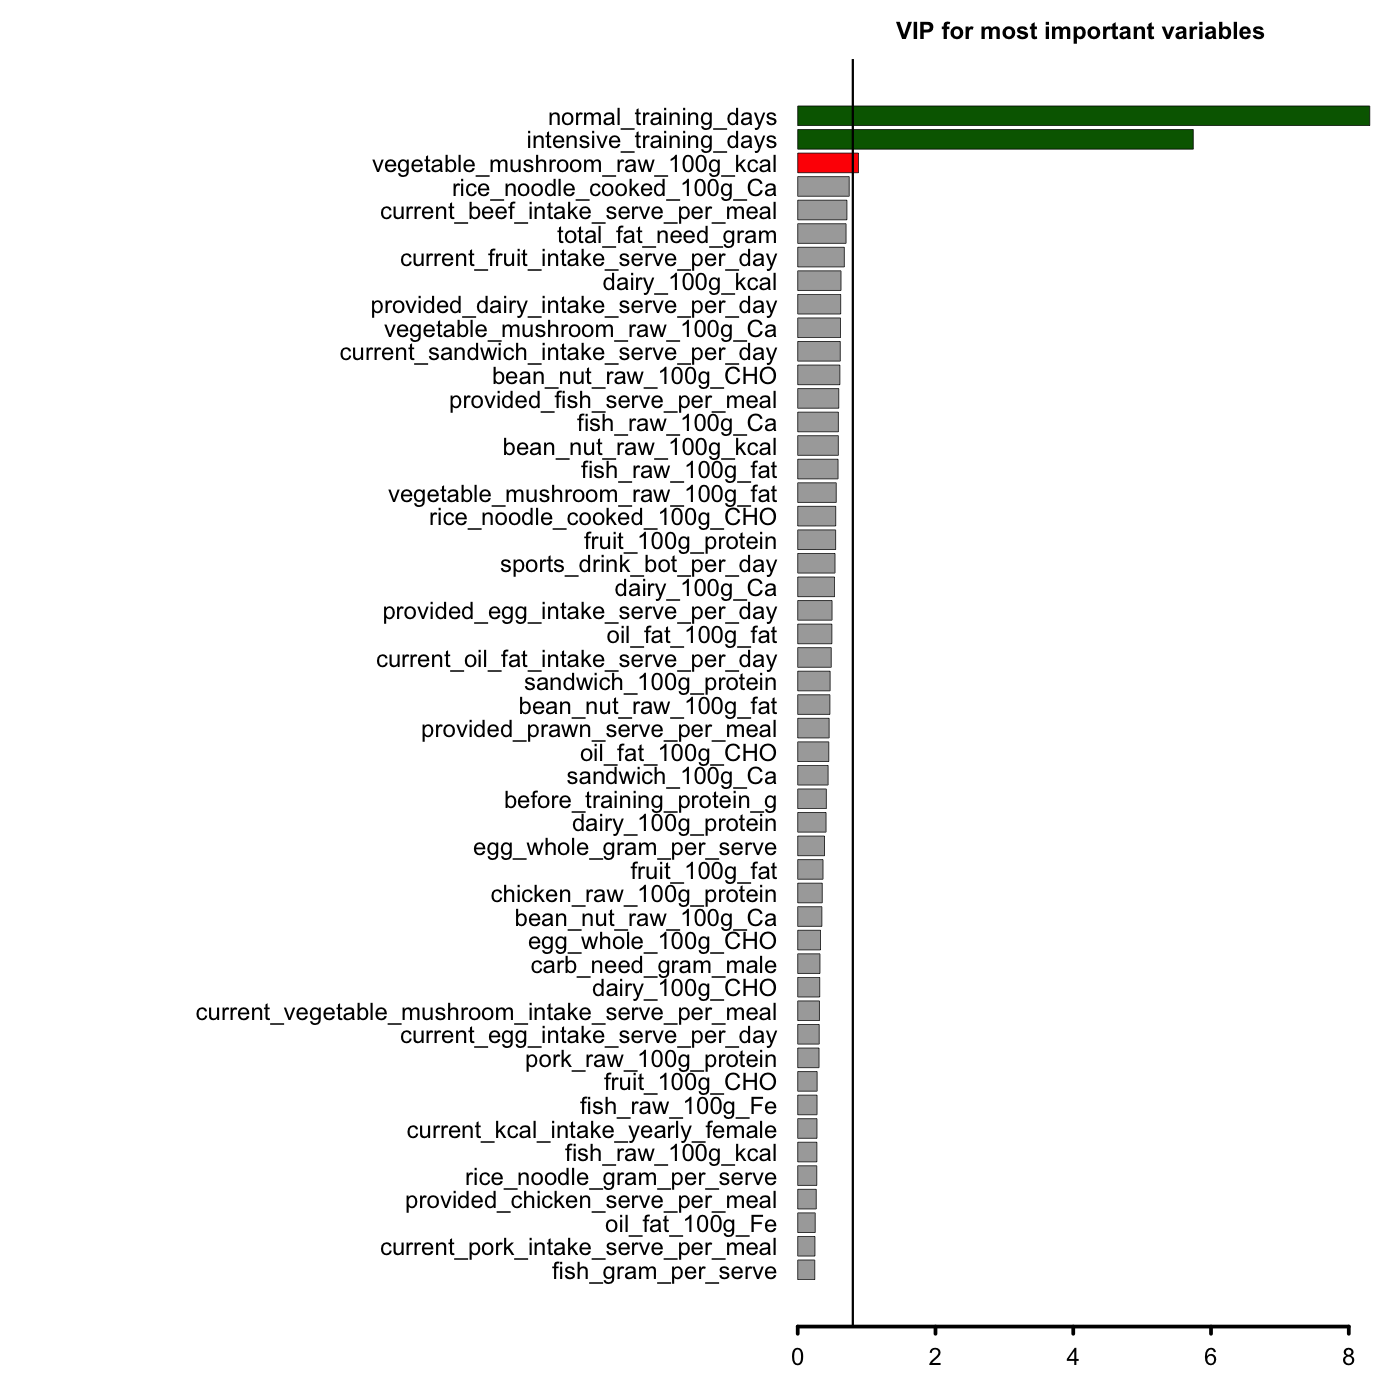 VIP for most important variables
normal_training_days
intensive_training_days
vegetable_mushroom_raw_100g_kcal
rice_noodle_cooked_100g_Ca
current_beef_intake_serve_per_meal
total_fat_need_gram
current_fruit_intake_serve_per_day
dairy_100g_kcal
provided_dairy_intake_serve_per_day
vegetable_mushroom_raw_100g_Ca
current_sandwich_intake_serve_per_day
bean_nut_raw_100g_CHO
provided_fish_serve_per_meal
fish_raw_100g_Ca
bean_nut_raw_100g_kcal
fish_raw_100g_fat
vegetable_mushroom_raw_100g_fat
rice_noodle_cooked_100g_CHO
fruit_100g_protein
sports_drink_bot_per_day
dairy_100g_Ca
provided_egg_intake_serve_per_day
oil_fat_100g_fat
current_oil_fat_intake_serve_per_day
sandwich_100g_protein
bean_nut_raw_100g_fat
provided_prawn_serve_per_meal
oil_fat_100g_CHO
sandwich_100g_Ca
before_training_protein_g
dairy_100g_protein
egg_whole_gram_per_serve
fruit_100g_fat
chicken_raw_100g_protein
bean_nut_raw_100g_Ca
egg_whole_100g_CHO
carb_need_gram_male
dairy_100g_CHO
current_vegetable_mushroom_intake_serve_per_meal
current_egg_intake_serve_per_day
pork_raw_100g_protein
fruit_100g_CHO
fish_raw_100g_Fe
current_kcal_intake_yearly_female
fish_raw_100g_kcal
rice_noodle_gram_per_serve
provided_chicken_serve_per_meal
oil_fat_100g_Fe
current_pork_intake_serve_per_meal
fish_gram_per_serve
0 2 4 6 8